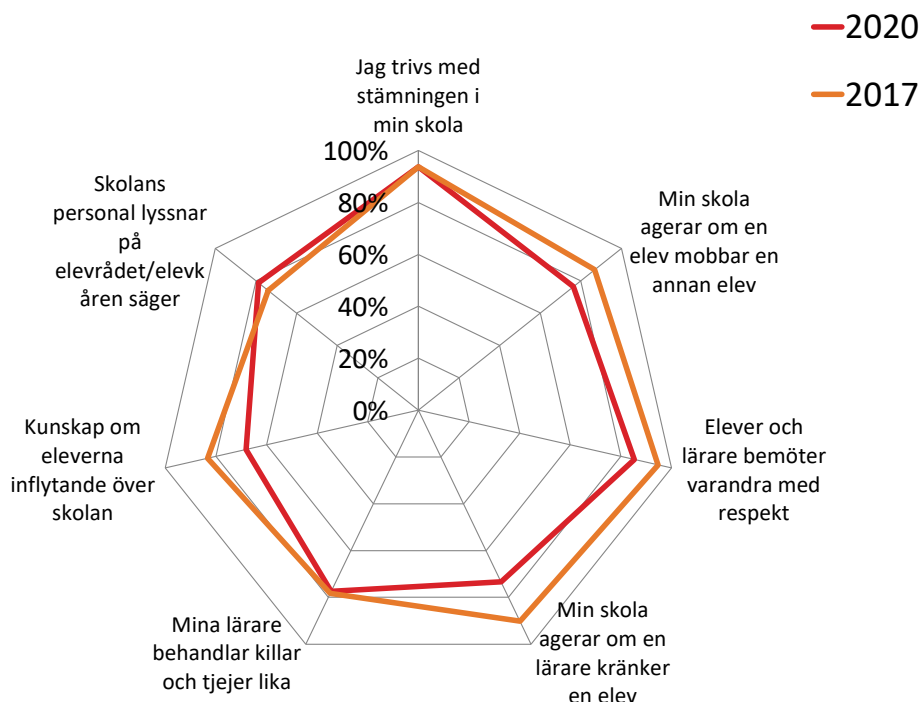 2020
2017
Jag trivs med
stämningen i
min skola
100%
80%
60%
40%
20%
0%
Min skola
agerar om en
elev mobbar en
annan elev
Elever och
lärare bemöter
varandra med
respekt
Min skola
agerar om en
lärare kränker
en elev
Mina lärare
behandlar killar
och tjejer lika
Kunskap om
eleverna
inflytande över
skolan
Skolans
personal lyssnar
på
elevrådet/elevk
åren säger